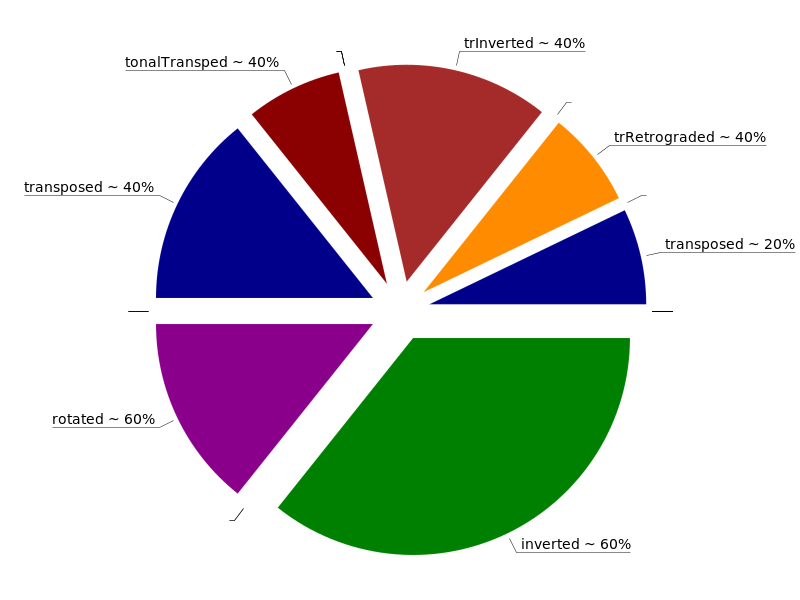 trInverted ~ 40%
tonalTransped ~ 40%
trRetrograded ~ 40%
transposed ~ 40%
transposed ~ 20%
rotated ~ 60%
inverted ~ 60%